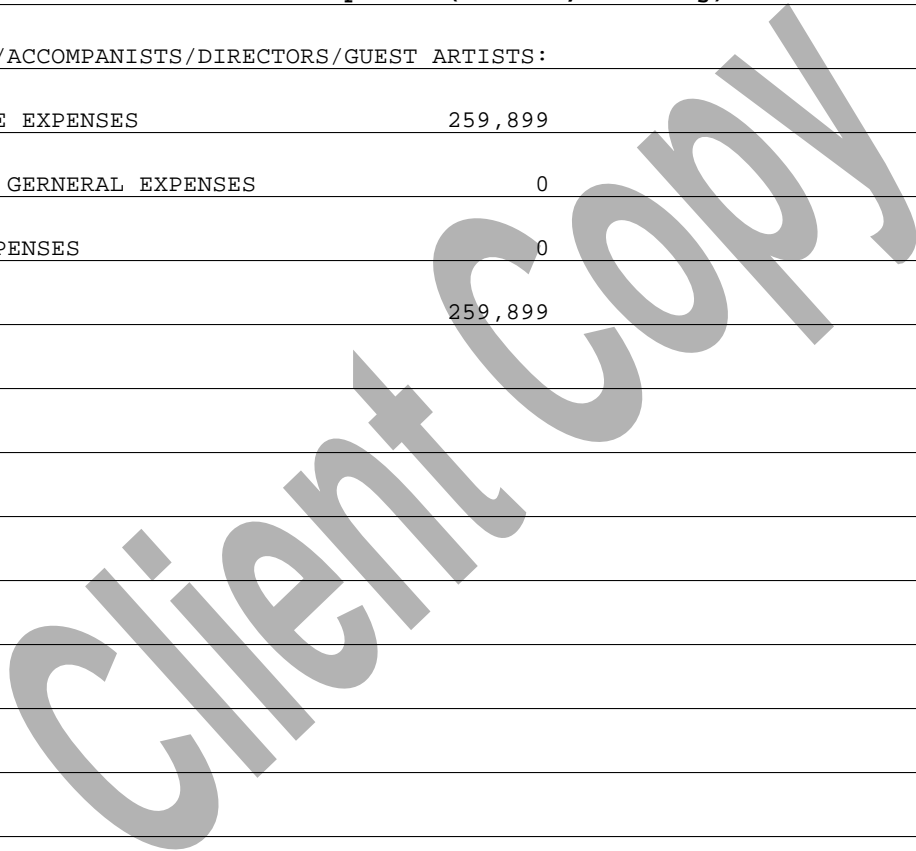 /ACCOMPANISTS/DIRECTORS/GUEST ARTISTS:
E EXPENSES 259,899
GERNERAL EXPENSES 0
PENSES 0
259,899
Client Copy